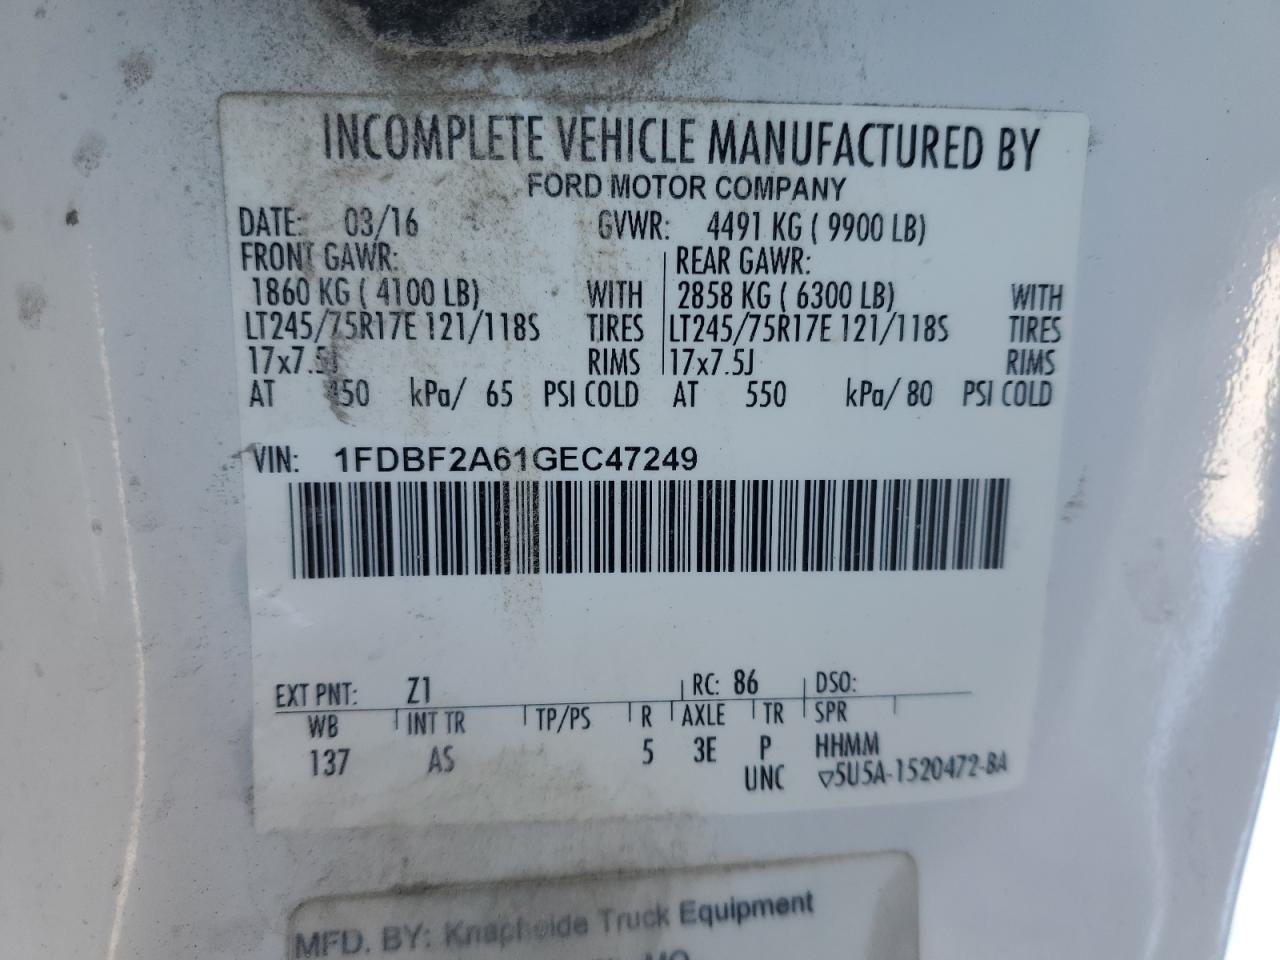 INCOMPLETE VEHICLE MANUFACTURED BY
FORD MOTOR COMPANY
DATE: 03/16 GVWR: 4491 KG ( 9900 LB)
FRONT GAWR: REAR GAWR:
1860 KG ( 4100 LB) WITH 2858 KG ( 6300 LB) WITH
LT245/75R17E 121/118S TIRES LT245/75R17E 121/118S TIRES
17x7.5J RIMS 17x7.5J RIMS
AT 450 kPa/ 65 PSI COLD AT 550 kPa/ 80 PSI COLD
VIN: 1FDBF2A61GEC47249
EXT PNT: Z1 RC: 86 DSO:
WB INT TR TP/PS R AXLE TR SPR
137 AS 5 3E P HHMM
UNC ▽5U5A-1520472-BA
MFD. BY: Knapheide Truck Equipment
MO